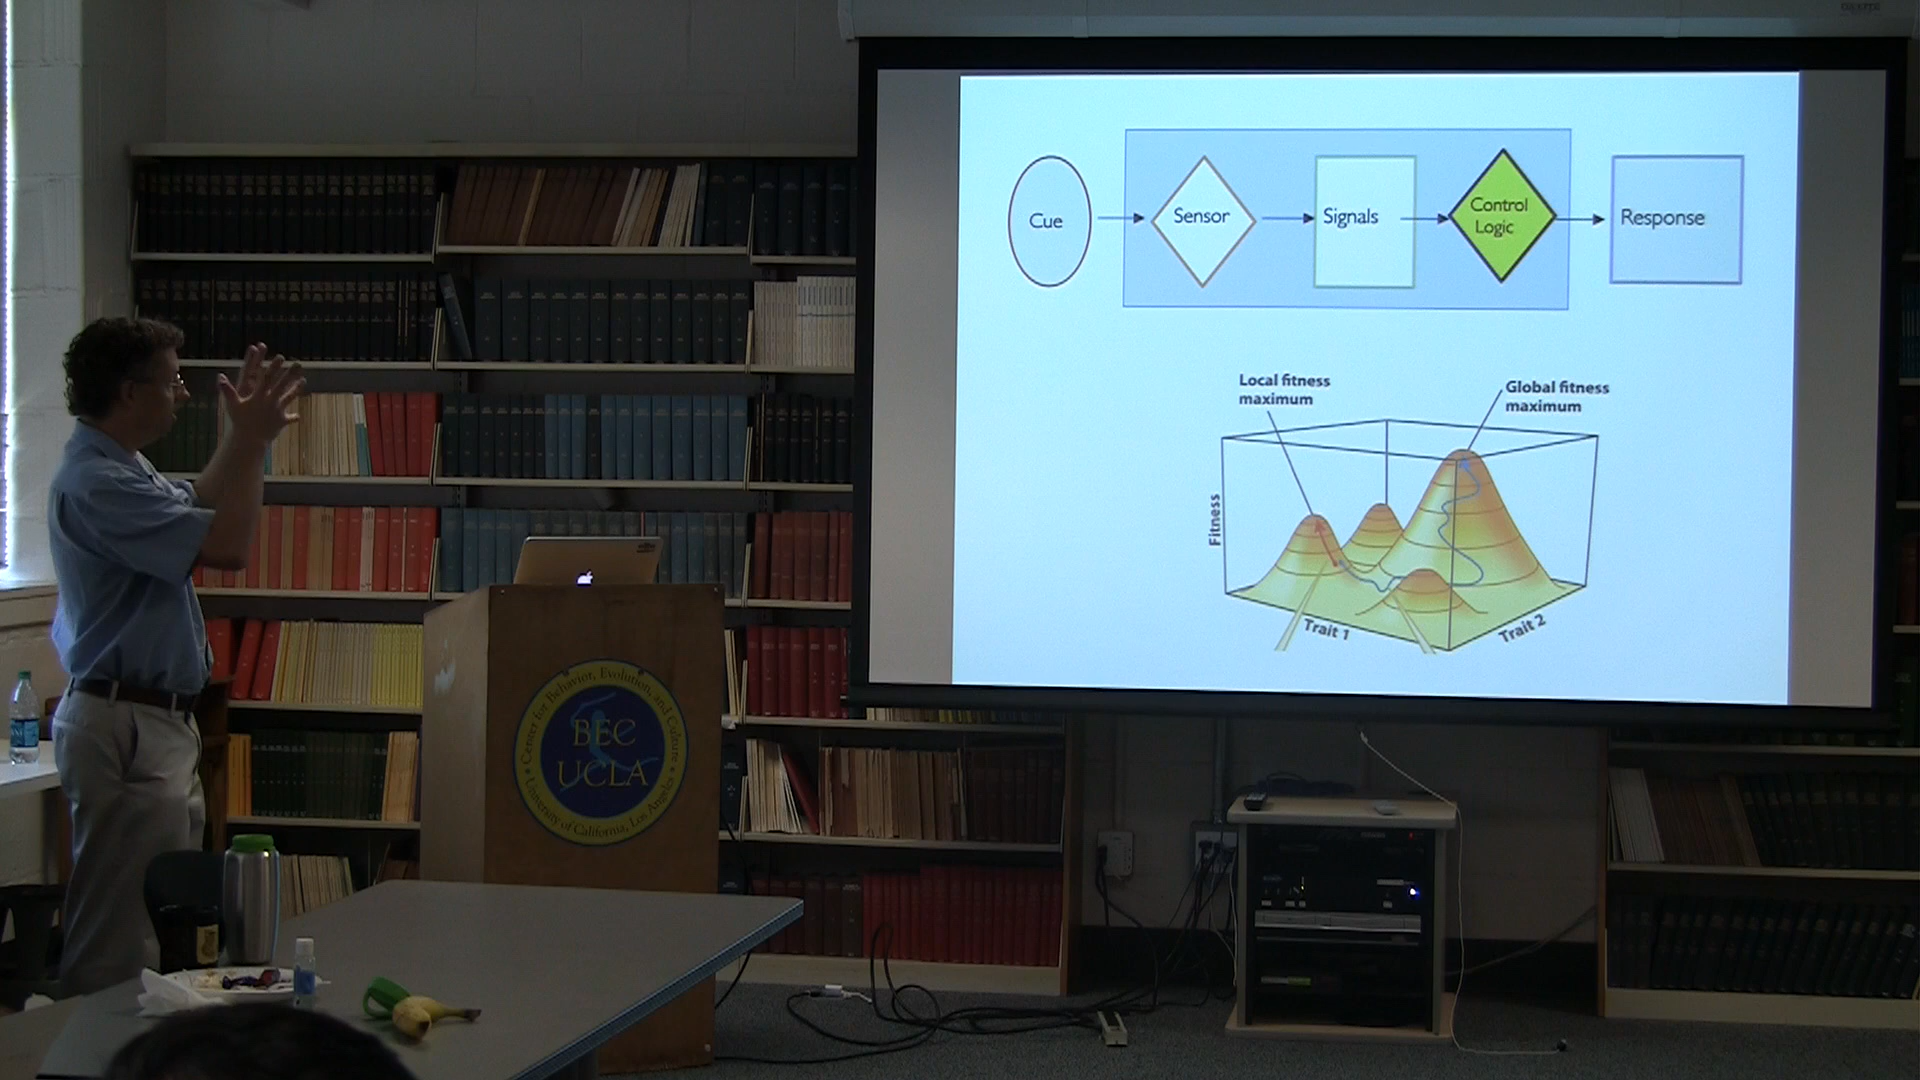 Cue
Sensor
Signals
Control
Logic
Response
Local fitness
maximum
Global fitness
maximum
Fitness
Trait 1
Trait 2
Center for Behavior, Evolution, and Culture
BEC
UCLA
University of California, Los Angeles